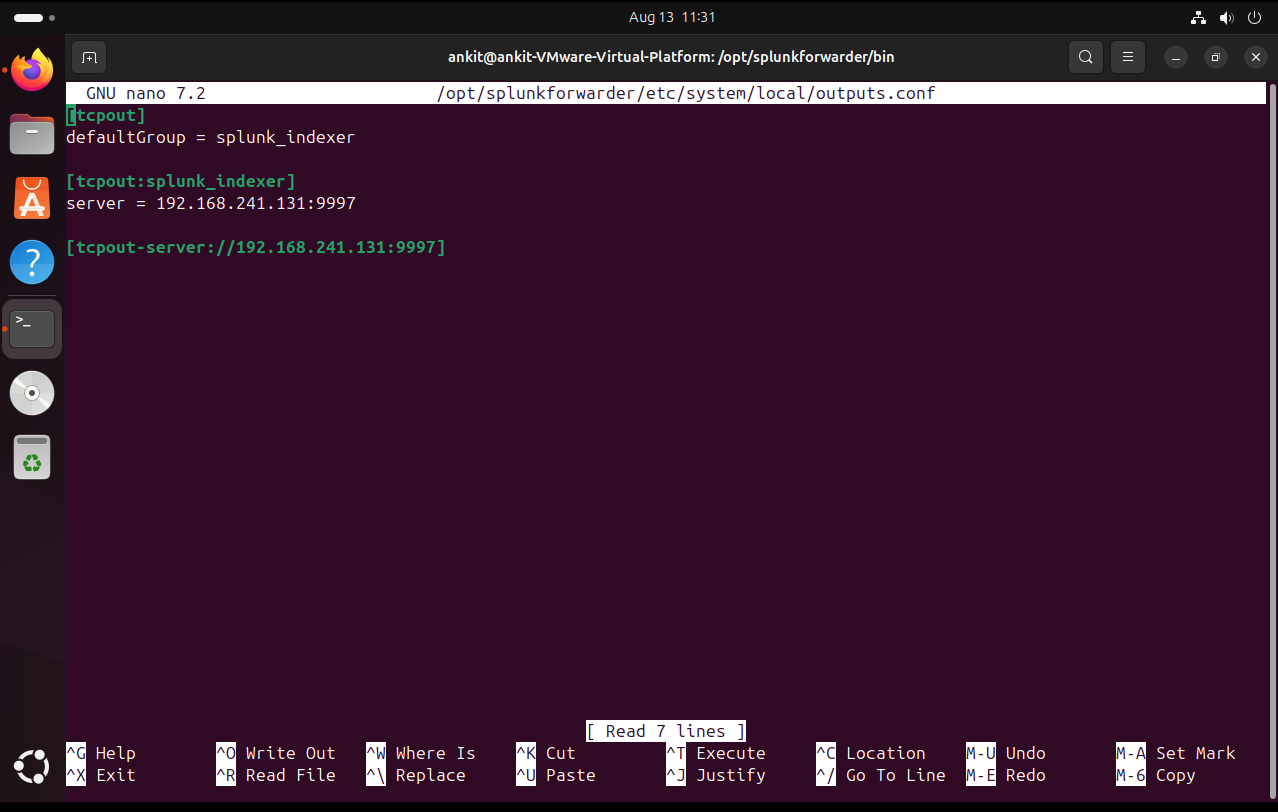 Aug 13 11:31
ankit@ankit-VMware-Virtual-Platform: /opt/splunkforwarder/bin
GNU nano 7.2 /opt/splunkforwarder/etc/system/local/outputs.conf
[tcpout]
defaultGroup = splunk_indexer
[tcpout:splunk_indexer]
server = 192.168.241.131:9997
[tcpout-server://192.168.241.131:9997]
[ Read 7 lines ]
^G Help ^O Write Out ^W Where Is ^K Cut ^T Execute ^C Location M-U Undo M-A Set Mark
^X Exit ^R Read File ^\ Replace ^U Paste ^J Justify ^/ Go To Line M-E Redo M-6 Copy